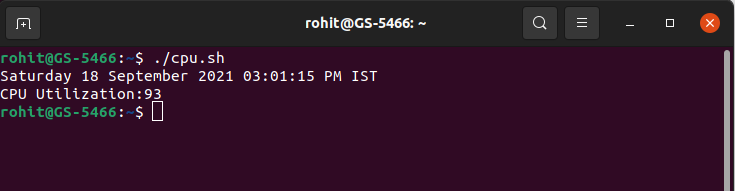 rohit@GS-5466: ~
rohit@GS-5466:~$ ./cpu.sh
Saturday 18 September 2021 03:01:15 PM IST
CPU Utilization:93
rohit@GS-5466:~$